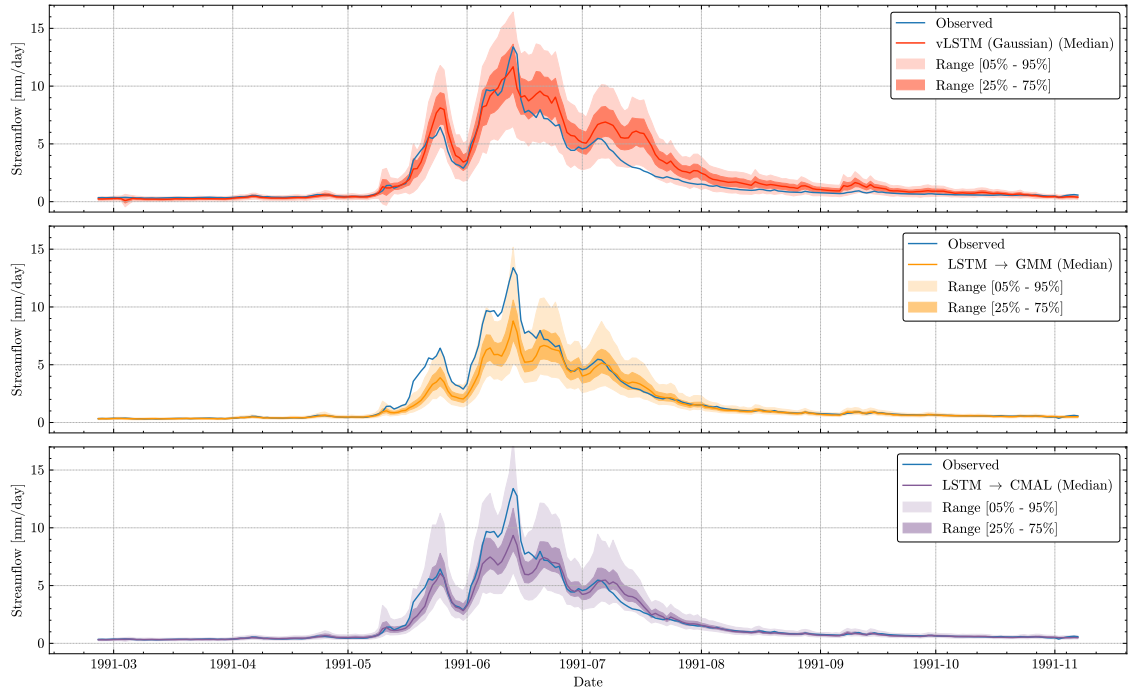 Streamflow [mm/day]
15
10
5
0
Observed
vLSTM (Gaussian) (Median)
Range [05% - 95%]
Range [25% - 75%]
Streamflow [mm/day]
15
10
5
0
Observed
LSTM → GMM (Median)
Range [05% - 95%]
Range [25% - 75%]
Streamflow [mm/day]
15
10
5
0
Observed
LSTM → CMAL (Median)
Range [05% - 95%]
Range [25% - 75%]
1991-03 1991-04 1991-05 1991-06 1991-07 1991-08 1991-09 1991-10 1991-11
Date